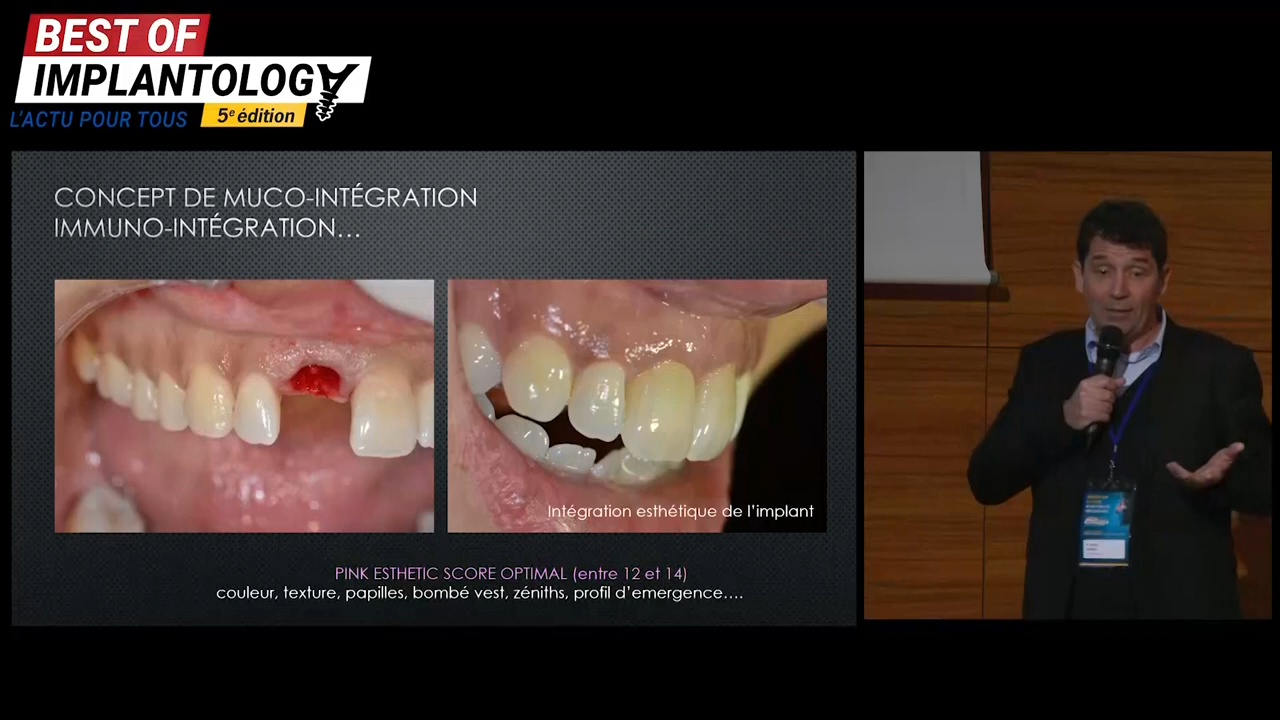 BEST OF
IMPLANTOLOGY
L'ACTU POUR TOUS
5e édition
CONCEPT DE MUCO-INTÉGRATION
IMMUNO-INTÉGRATION...
Intégration esthétique de l'implant
PINK ESTHETIC SCORE OPTIMAL (entre 12 et 14)
couleur, texture, papilles, bombé vest, zéniths, profil d'emergence....